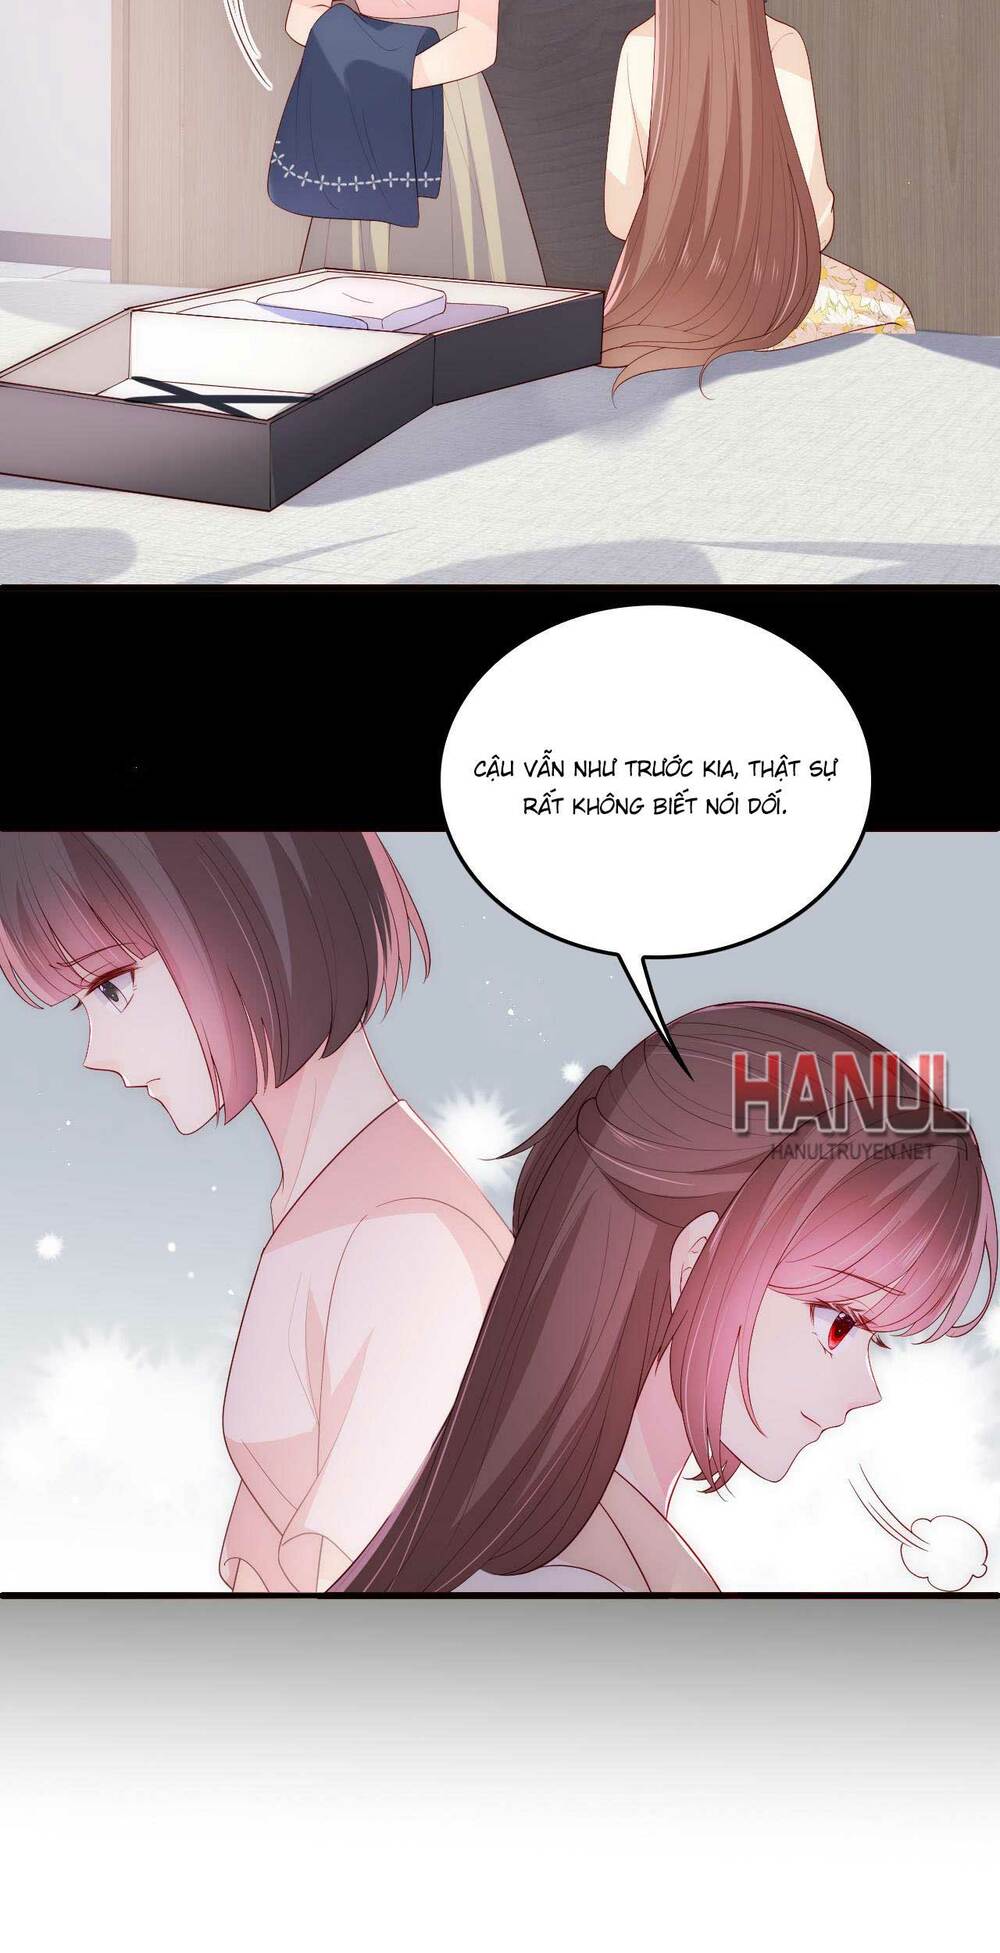 CẬU VẪN NHƯ TRƯỚC KIA, THẬT SỰ
RẤT KHÔNG BIẾT NÓI DỐI.
HANUL
HANULTRUYEN.NET